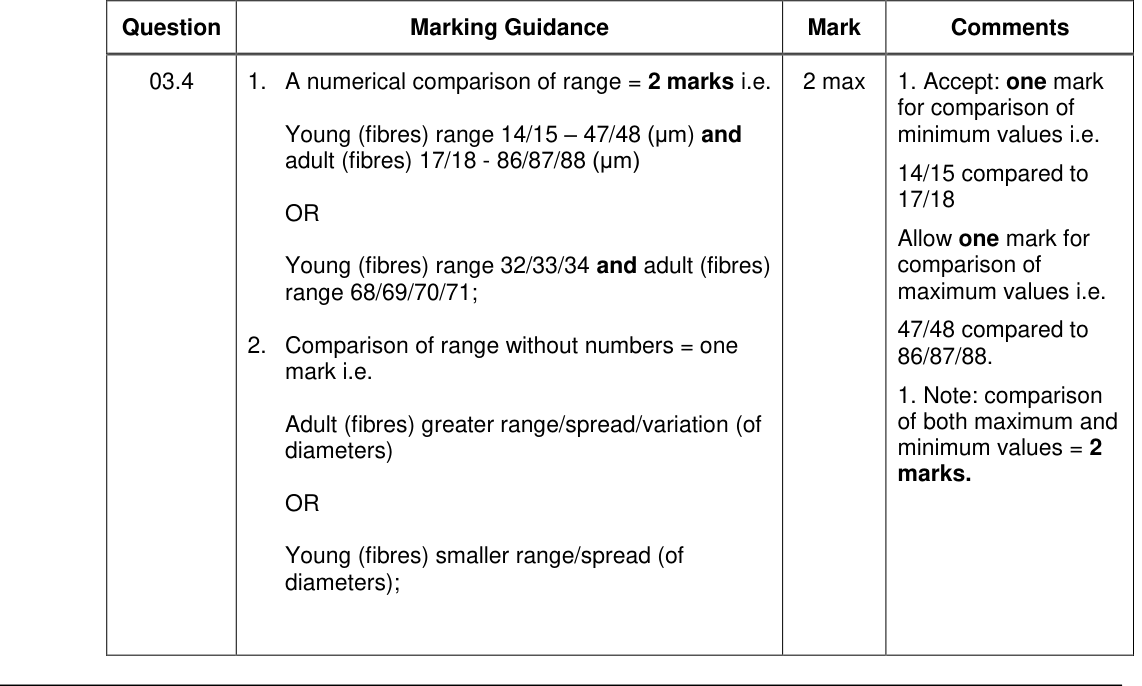 Question Marking Guidance Mark Comments
03.4
1. A numerical comparison of range = 2 marks i.e.
Young (fibres) range 14/15 – 47/48 (µm) and
adult (fibres) 17/18 - 86/87/88 (µm)
OR
Young (fibres) range 32/33/34 and adult (fibres)
range 68/69/70/71;
2. Comparison of range without numbers = one
mark i.e.
Adult (fibres) greater range/spread/variation (of
diameters)
OR
Young (fibres) smaller range/spread (of
diameters);
2 max
1. Accept: one mark
for comparison of
minimum values i.e.
14/15 compared to
17/18
Allow one mark for
comparison of
maximum values i.e.
47/48 compared to
86/87/88.
1. Note: comparison
of both maximum and
minimum values = 2
marks.